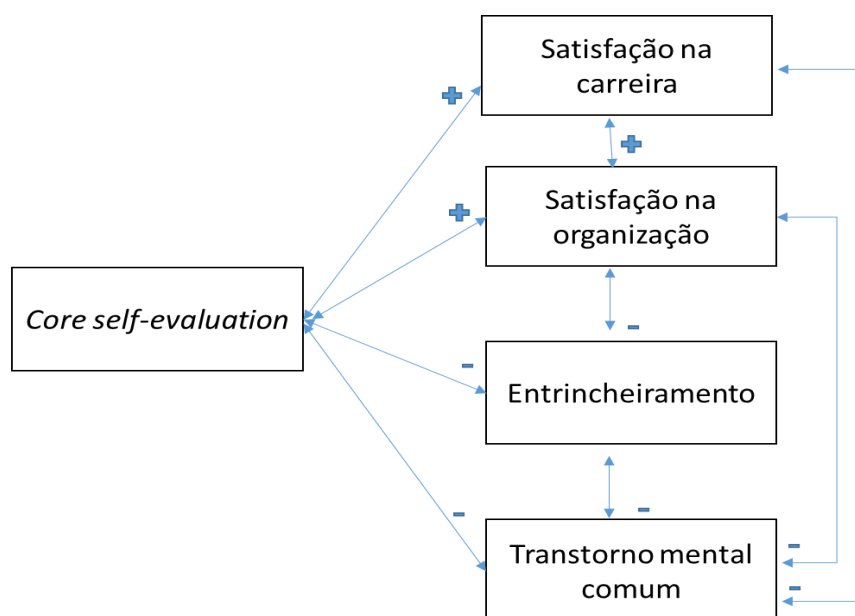 Satisfação na
carreira
+
+
Satisfação na
organização
+
Core self-evaluation
-
Entrincheiramento
-
-
-
Transtorno mental
comum
-
-